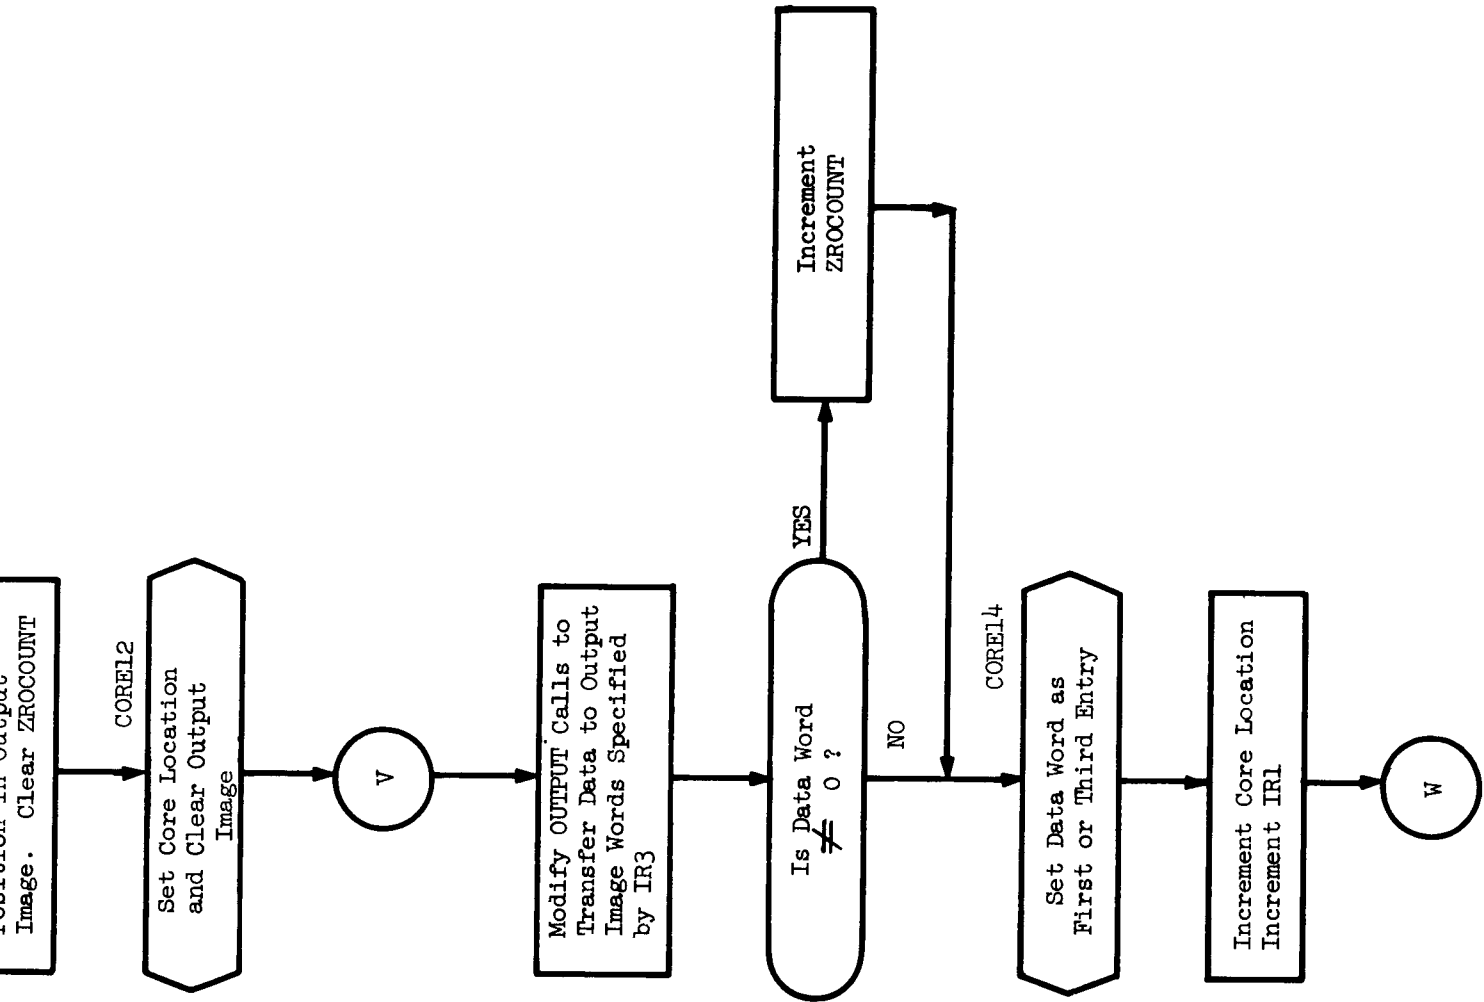 Position in Output
Image. Clear ZROCOUNT
CORE12
Set Core Location
and Clear Output
Image
V
Modify OUTPUT Calls to
Transfer Data to Output
Image Words Specified
by IR3
Is Data Word
≠ 0 ?
YES
Increment
ZROCOUNT
NO
CORE14
Set Data Word as
First or Third Entry
Increment Core Location
Increment IR1
W